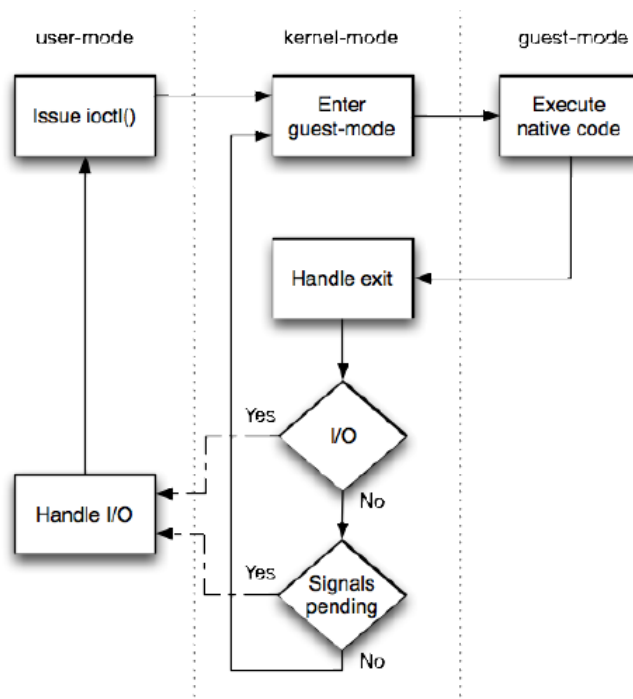 user-mode
kernel-mode
guest-mode
Issue ioctl()
Enter
guest-mode
Execute
native code
Handle exit
Yes
I/O
No
Handle I/O
Yes
Signals
pending
No